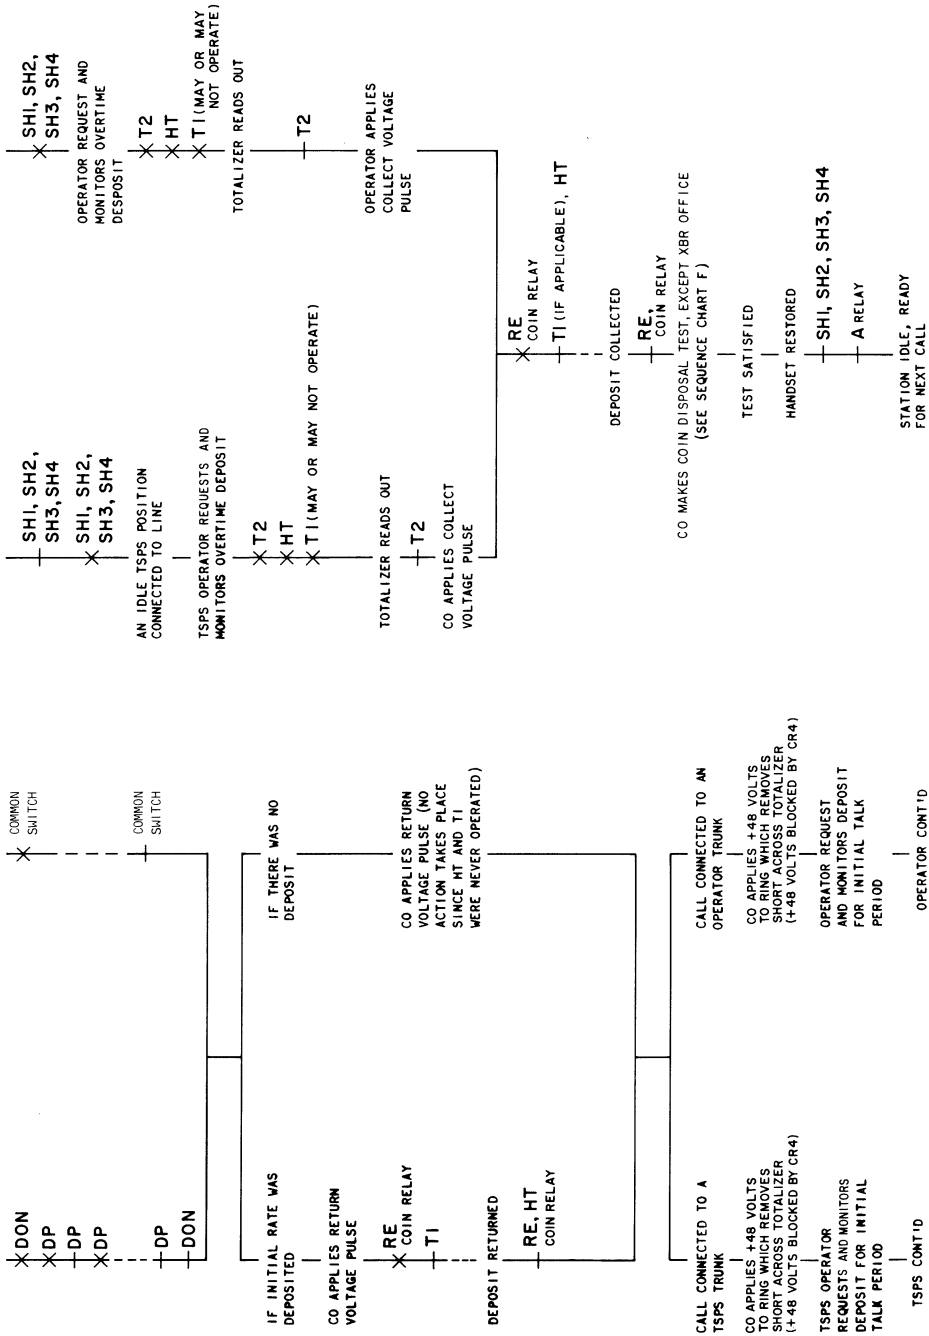 DON
DP
DP
DP
DP
DON
COMMON
SWITCH
COMMON
SWITCH
IF INITIAL RATE WAS
DEPOSITED
CO APPLIES RETURN
VOLTAGE PULSE
RE
COIN RELAY
T1
DEPOSIT RETURNED
RE, HT
COIN RELAY
IF THERE WAS NO
DEPOSIT
CO APPLIES RETURN
VOLTAGE PULSE (NO
ACTION TAKES PLACE
SINCE HT AND T1
WERE NEVER OPERATED)
CALL CONNECTED TO A
TSPS TRUNK
CO APPLIES +48 VOLTS
TO RING WHICH REMOVES
SHORT ACROSS TOTALIZER
(+48 VOLTS BLOCKED BY CR4)
TSPS OPERATOR
REQUESTS AND MONITORS
DEPOSIT FOR INITIAL
TALK PERIOD
TSPS CONT'D
CALL CONNECTED TO AN
OPERATOR TRUNK
CO APPLIES +48 VOLTS
TO RING WHICH REMOVES
SHORT ACROSS TOTALIZER
(+48 VOLTS BLOCKED BY CR4)
OPERATOR REQUEST
AND MONITORS DEPOSIT
FOR INITIAL TALK
PERIOD
OPERATOR CONT'D
SH1, SH2,
SH3, SH4
SH1, SH2,
SH3, SH4
AN IDLE TSPS POSITION
CONNECTED TO LINE
TSPS OPERATOR REQUESTS AND
MONITORS OVERTIME DEPOSIT
T2
HT
T1 (MAY OR MAY NOT OPERATE)
TOTALIZER READS OUT
T2
CO APPLIES COLLECT
VOLTAGE PULSE
SH1, SH2,
SH3, SH4
OPERATOR REQUEST AND
MONITORS OVERTIME
DESPOSIT
T2
HT
T1 (MAY OR MAY
NOT OPERATE)
TOTALIZER READS OUT
T2
OPERATOR APPLIES
COLLECT VOLTAGE
PULSE
RE
COIN RELAY
T1 (IF APPLICABLE), HT
DEPOSIT COLLECTED
RE,
COIN RELAY
CO MAKES COIN DISPOSAL TEST, EXCEPT XBR OFFICE
(SEE SEQUENCE CHART F)
TEST SATISFIED
HANDSET RESTORED
SH1, SH2, SH3, SH4
A RELAY
STATION IDLE, READY
FOR NEXT CALL